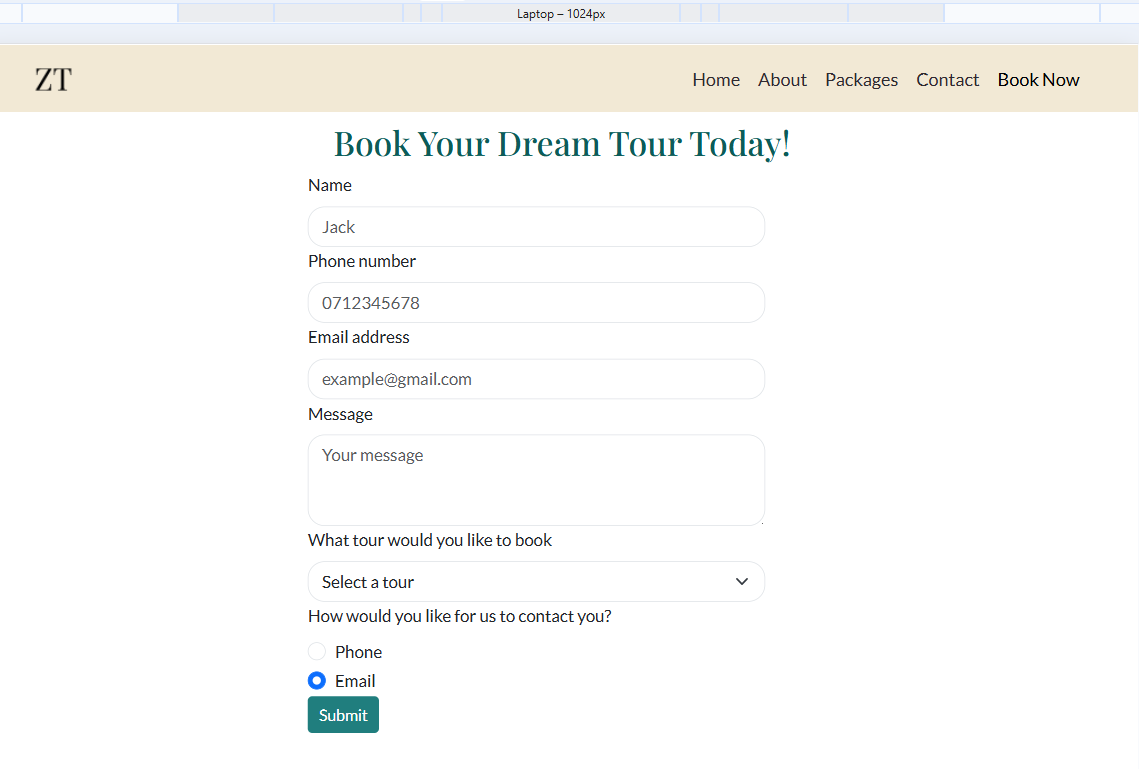 Laptop – 1024px
ZT
Home About Packages Contact Book Now
Book Your Dream Tour Today!
Name
Jack
Phone number
0712345678
Email address
example@gmail.com
Message
Your message
What tour would you like to book
Select a tour
How would you like for us to contact you?
Phone
Email
Submit